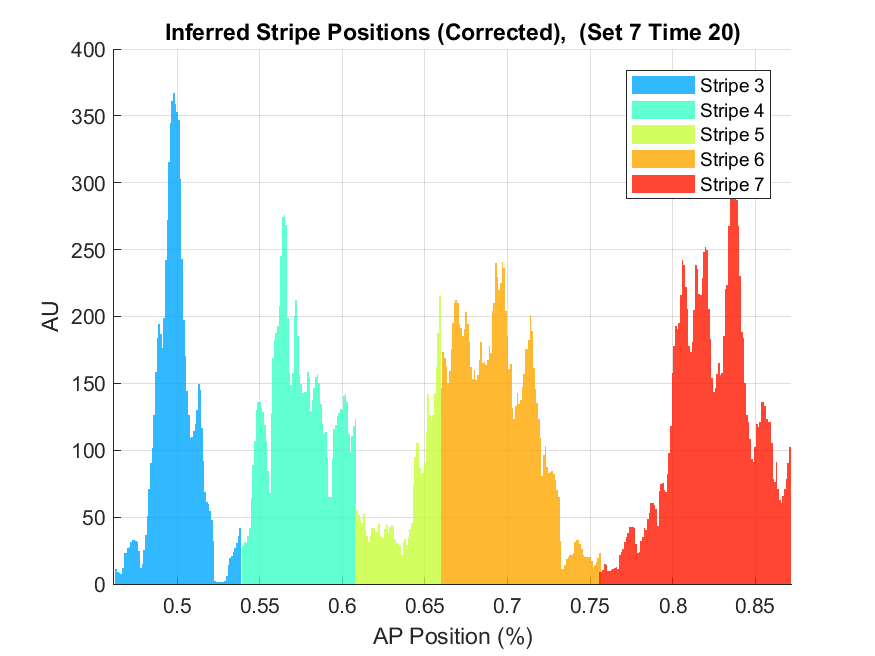 Inferred Stripe Positions (Corrected),  (Set 7 Time 20)
400
350
300
250
200
150
100
50
0
AU
Stripe 3
Stripe 4
Stripe 5
Stripe 6
Stripe 7
0.5 0.55 0.6 0.65 0.7 0.75 0.8 0.85
AP Position (%)